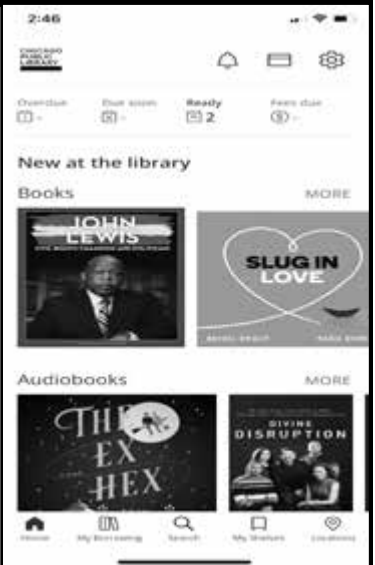 2:46
CHICAGO
PUBLIC
LIBRARY
Overdue Due soon Ready Fees due
- - 2 -
New at the library
Books MORE
JOHN
LEWIS
SLUG IN
LOVE
Audiobooks MORE
THE
EX
HEX
DIVINE
DISRUPTION
Home My Borrowing Search My Shelves Locations